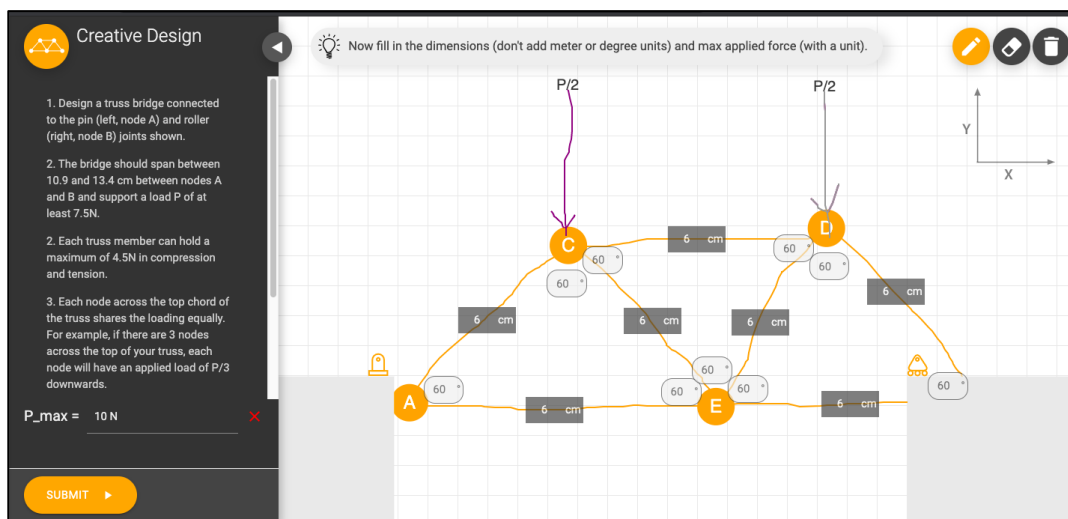 Creative Design
Now fill in the dimensions (don't add meter or degree units) and max applied force (with a unit).
1. Design a truss bridge connected
to the pin (left, node A) and roller
(right, node B) joints shown.
2. The bridge should span between
10.9 and 13.4 cm between nodes A
and B and support a load P of at
least 7.5N.
2. Each truss member can hold a
maximum of 4.5N in compression
and tension.
3. Each node across the top chord of
the truss shares the loading equally.
For example, if there are 3 nodes
across the top of your truss, each
node will have an applied load of P/3
downwards.
P_max = 10 N
SUBMIT
P/2
P/2
Y
X
C
6 cm
D
60 °
60 °
60 °
60 °
6 cm
6 cm
6 cm
6 cm
60 °
60 °
60 °
60 °
60 °
A
6 cm
E
6 cm